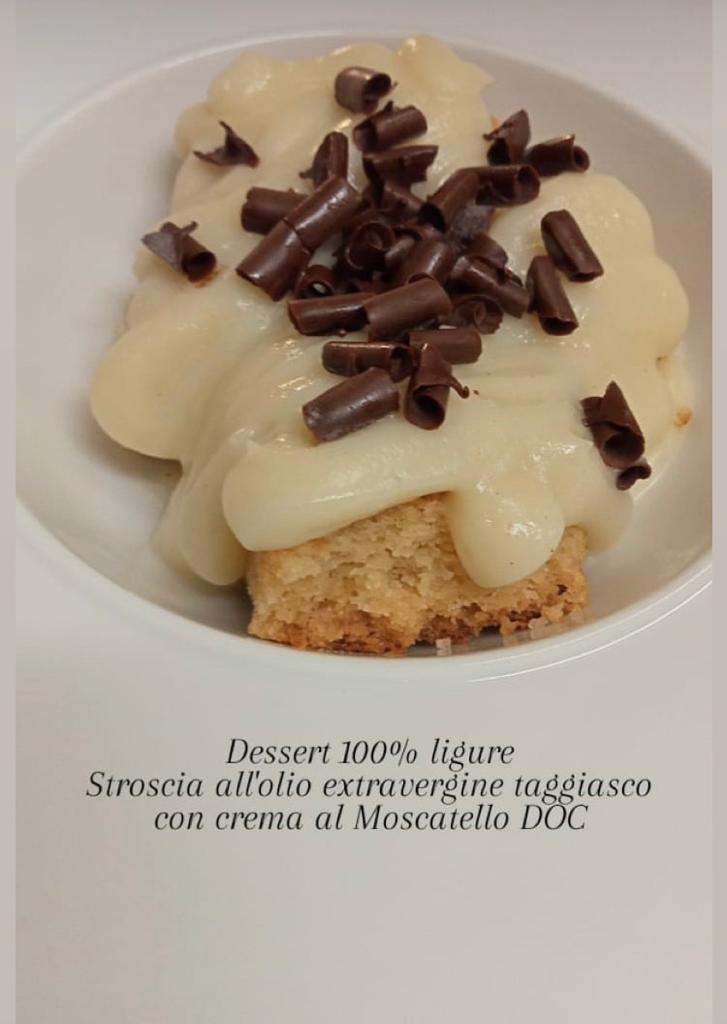 Dessert 100% ligure
Stroscia all'olio extravergine taggiasco
con crema al Moscatello DOC